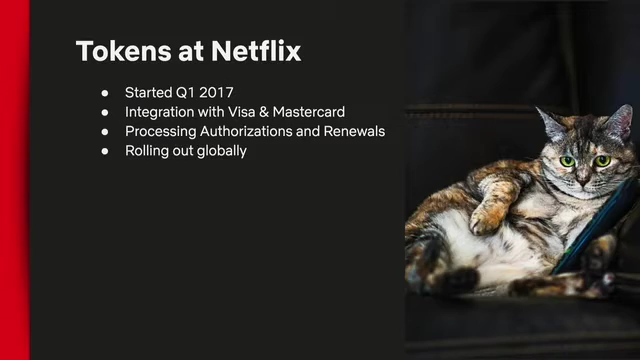 Tokens at Netflix
● Started Q1 2017
● Integration with Visa & Mastercard
● Processing Authorizations and Renewals
● Rolling out globally